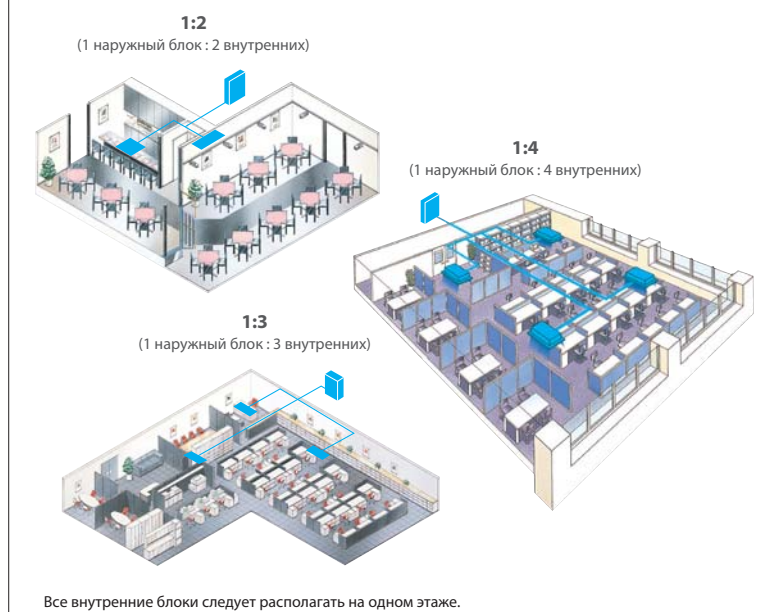 1:2
(1 наружный блок : 2 внутренних)
1:4
(1 наружный блок : 4 внутренних)
1:3
(1 наружный блок : 3 внутренних)
Все внутренние блоки следует располагать на одном этаже.